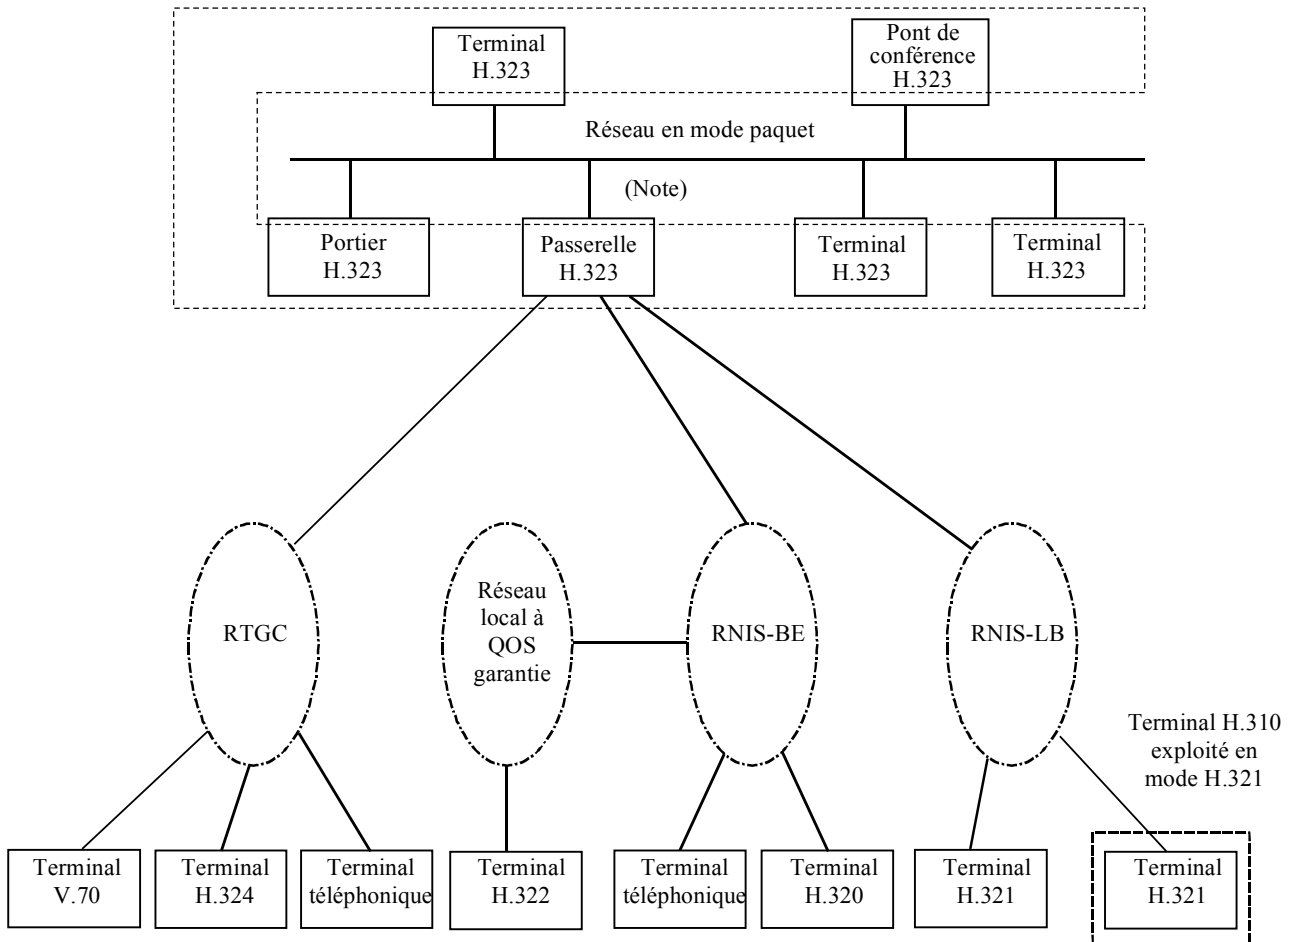 Terminal
H.323
Pont de
conférence
H.323
Réseau en mode paquet
(Note)
Portier
H.323
Passerelle
H.323
Terminal
H.323
Terminal
H.323
RTGC
Réseau
local à
QOS
garantie
RNIS-BE
RNIS-LB
Terminal H.310
exploité en
mode H.321
Terminal
V.70
Terminal
H.324
Terminal
téléphonique
Terminal
H.322
Terminal
téléphonique
Terminal
H.320
Terminal
H.321
Terminal
H.321